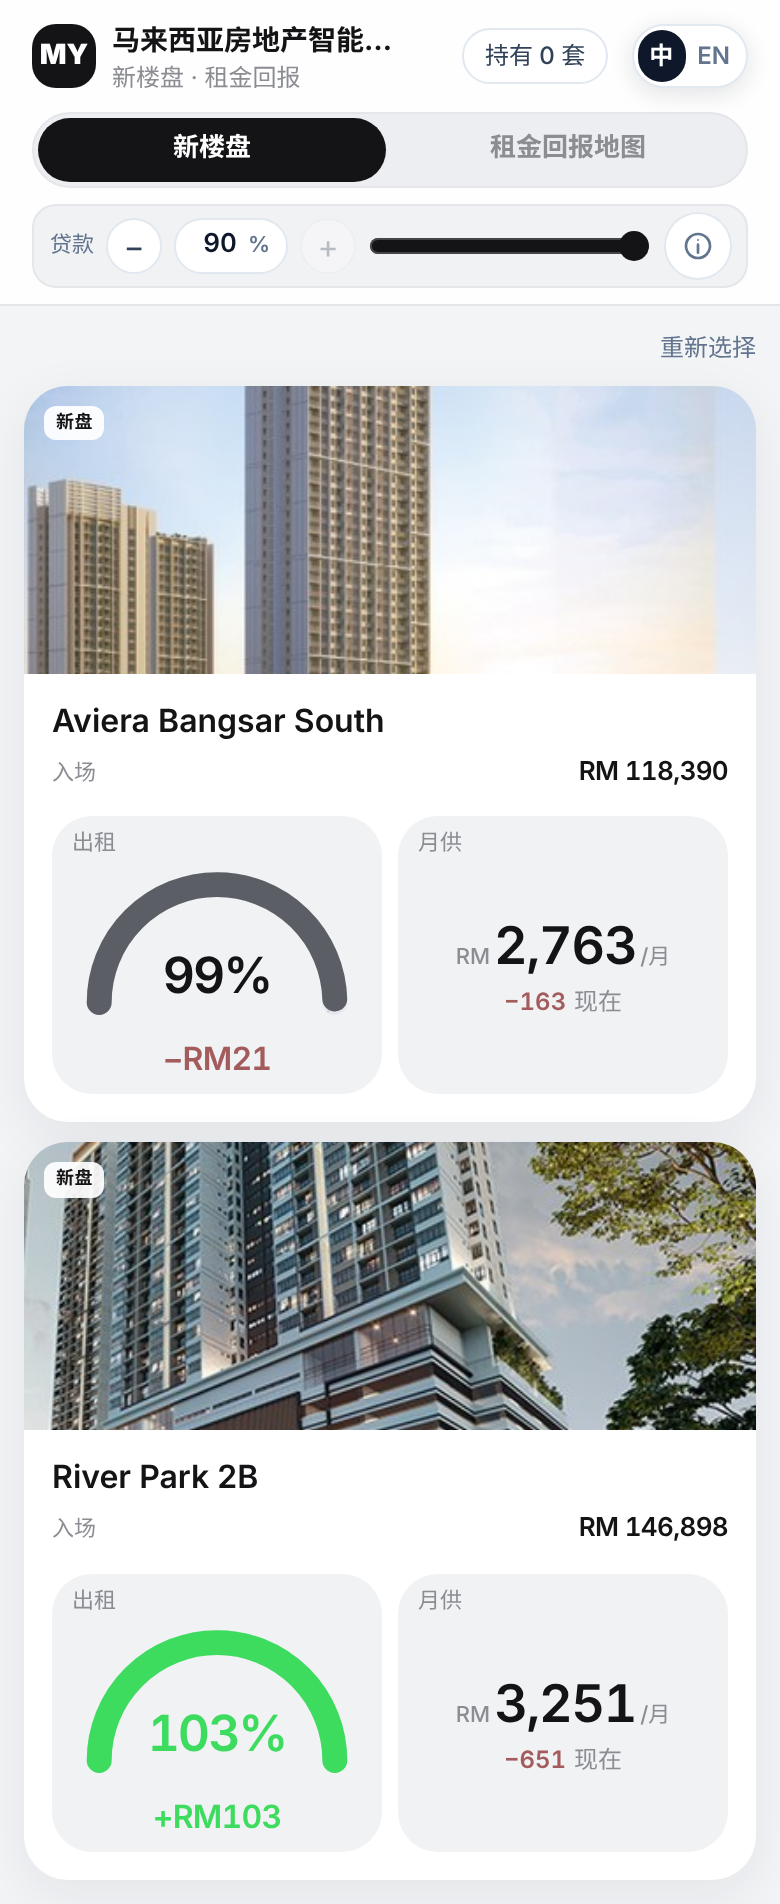 MY
马来西亚房地产智能...
新楼盘 · 租金回报
持有 0 套
中 EN
新楼盘 租金回报地图
贷款 − 90 % +
重新选择
新盘
Aviera Bangsar South
入场 RM 118,390
出租 月供
99%
RM 2,763 /月
−163 现在
−RM21
新盘
River Park 2B
入场 RM 146,898
出租 月供
103%
RM 3,251 /月
−651 现在
+RM103